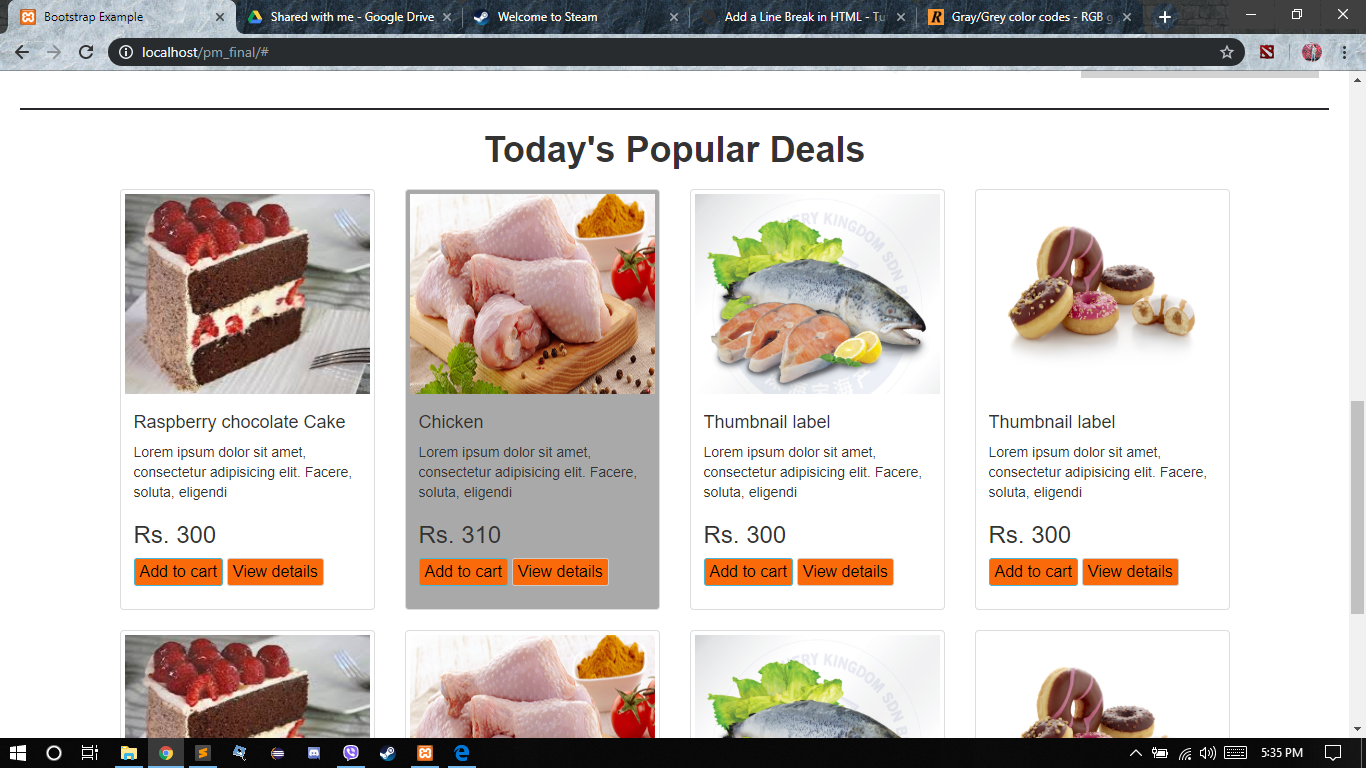 Bootstrap Example
Shared with me - Google Drive
Welcome to Steam
Add a Line Break in HTML - Tu
Gray/Grey color codes - RGB g
localhost/pm_final/#
Today's Popular Deals
Raspberry chocolate Cake
Lorem ipsum dolor sit amet,
consectetur adipisicing elit. Facere,
soluta, eligendi
Rs. 300
Add to cart View details
Chicken
Lorem ipsum dolor sit amet,
consectetur adipisicing elit. Facere,
soluta, eligendi
Rs. 310
Add to cart View details
ERY KINGDOM SDN B
Thumbnail label
Lorem ipsum dolor sit amet,
consectetur adipisicing elit. Facere,
soluta, eligendi
Rs. 300
Add to cart View details
Thumbnail label
Lorem ipsum dolor sit amet,
consectetur adipisicing elit. Facere,
soluta, eligendi
Rs. 300
Add to cart View details
ERY KINGDOM
5:35 PM